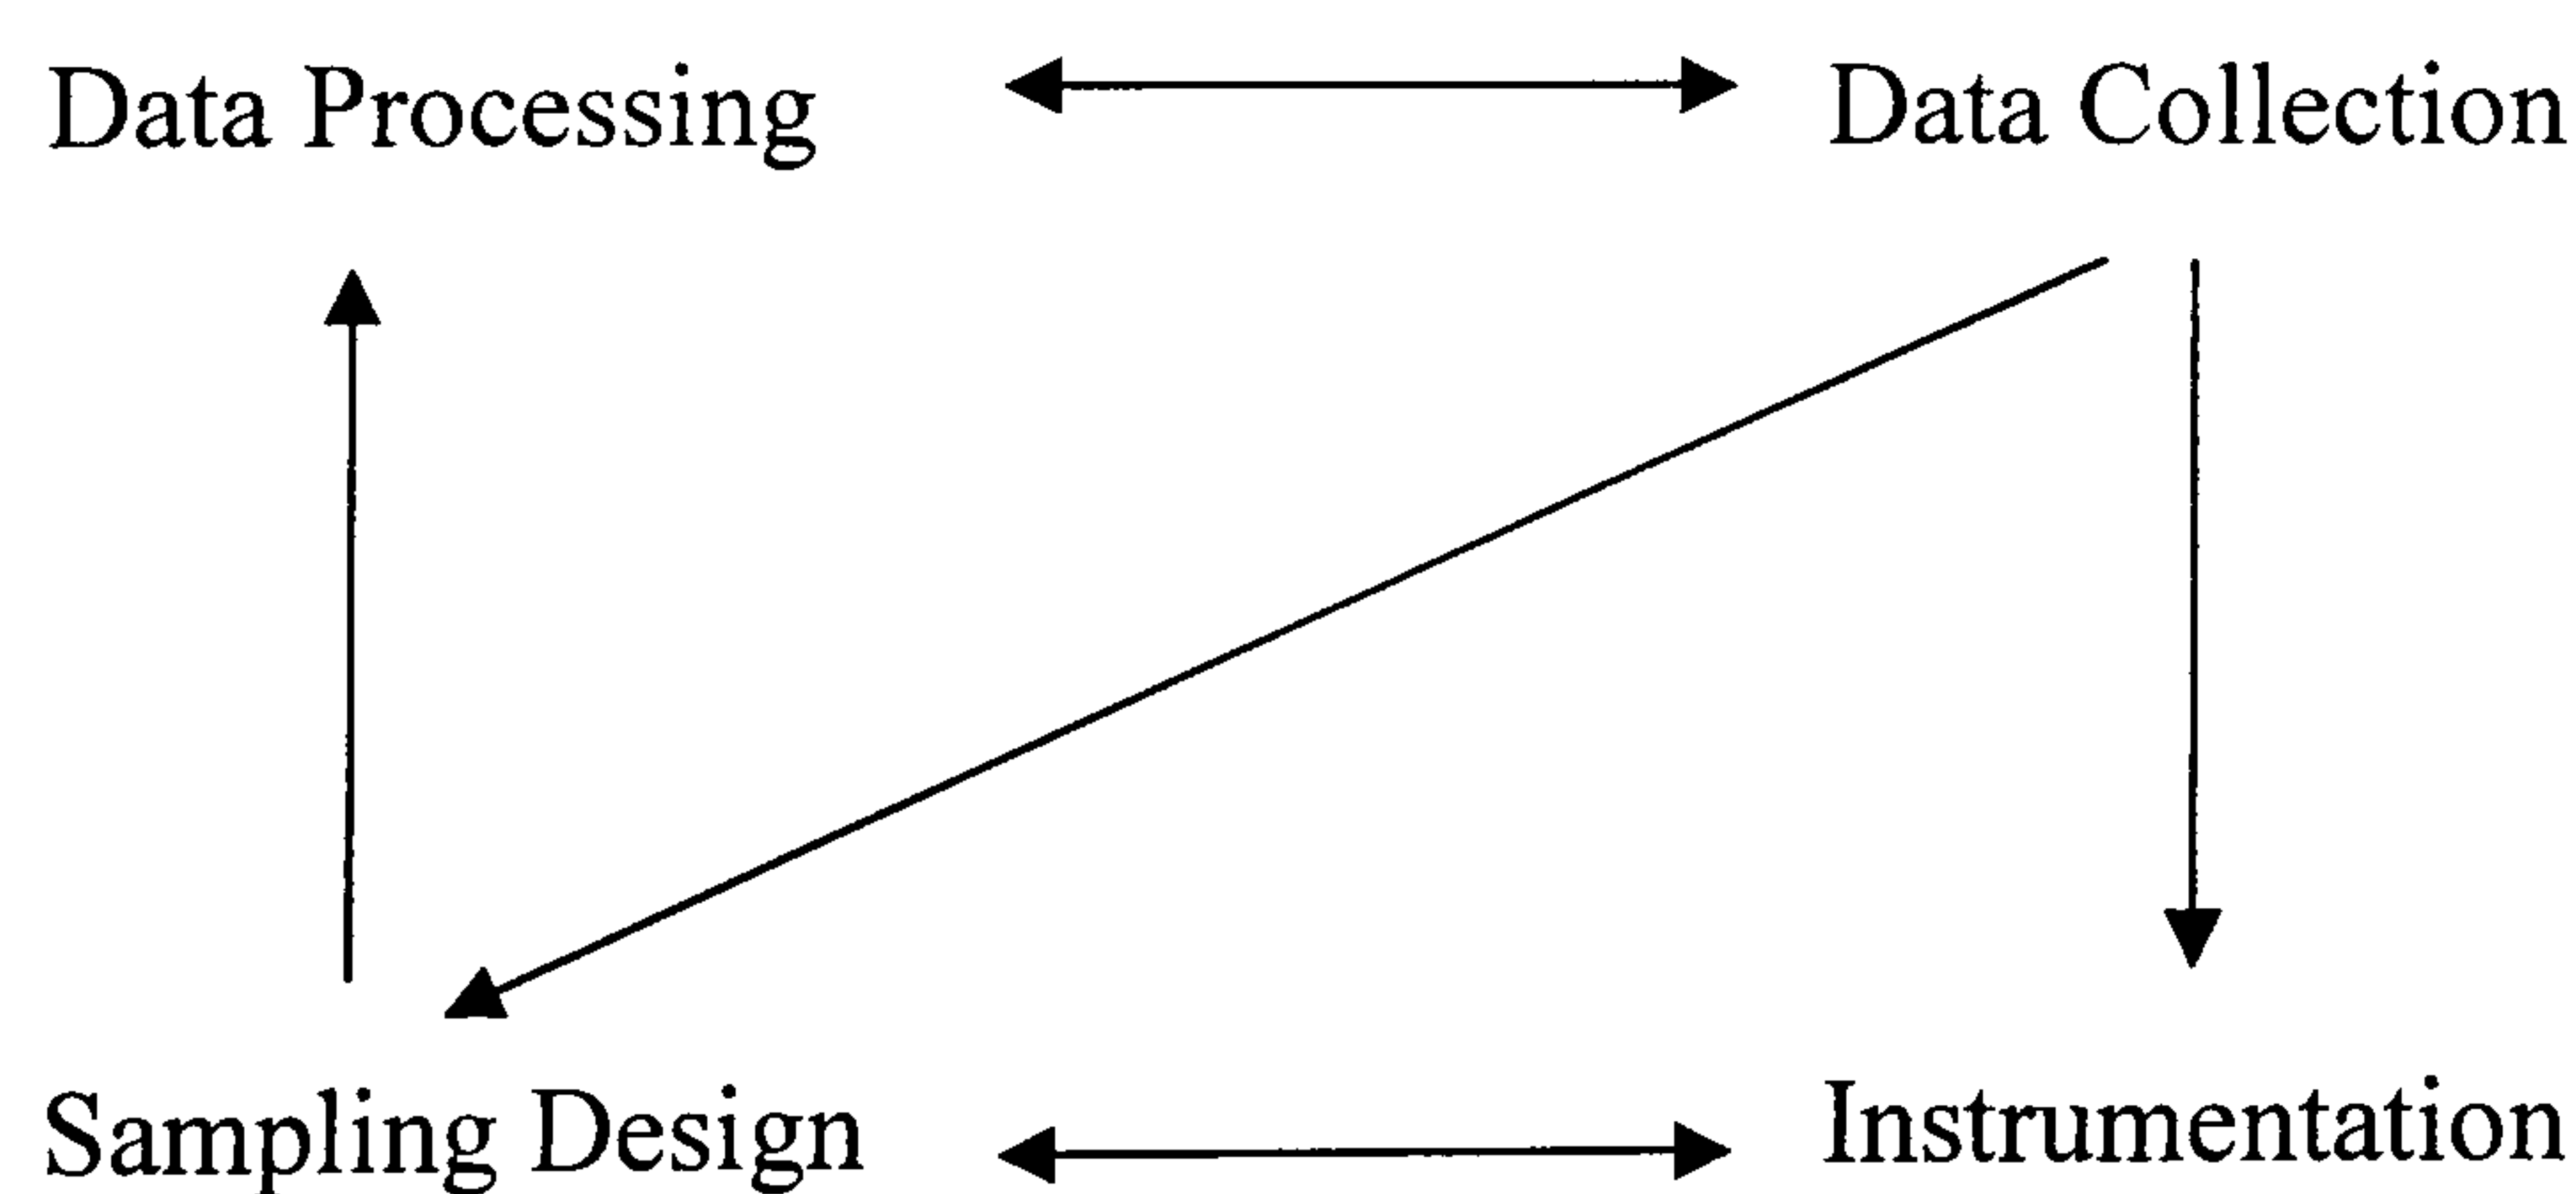 Data Processing
Data Collection
Sampling Design
Instrumentation